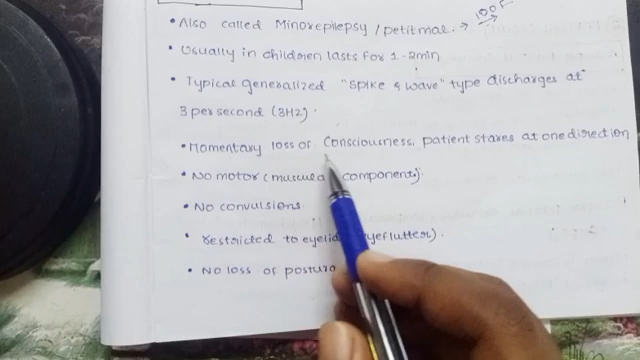 • Also called Minorepilepsy / petitmal. →
• Usually in children lasts for 1-2min
• Typical generalized "spike & wave" type discharges at
3 per second (3HZ).
• Momentary loss of consciousness, patient stares at one direction
• No motor (muscular component).
• No convulsions.
• restricted to eyelid eyeflutter).
• No loss of posture